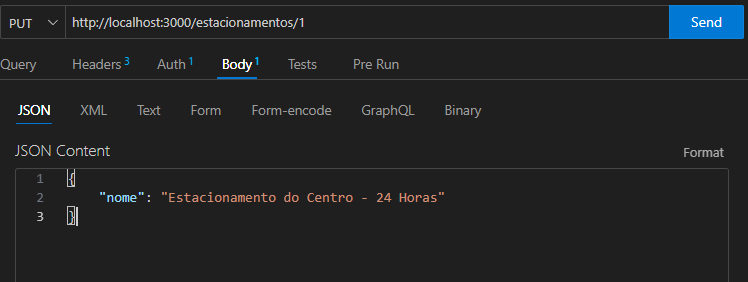 PUT http://localhost:3000/estacionamentos/1 Send
Query Headers 3 Auth 1 Body 1 Tests Pre Run
JSON XML Text Form Form-encode GraphQL Binary
JSON Content Format
1 {
2 "nome": "Estacionamento do Centro - 24 Horas"
3 }